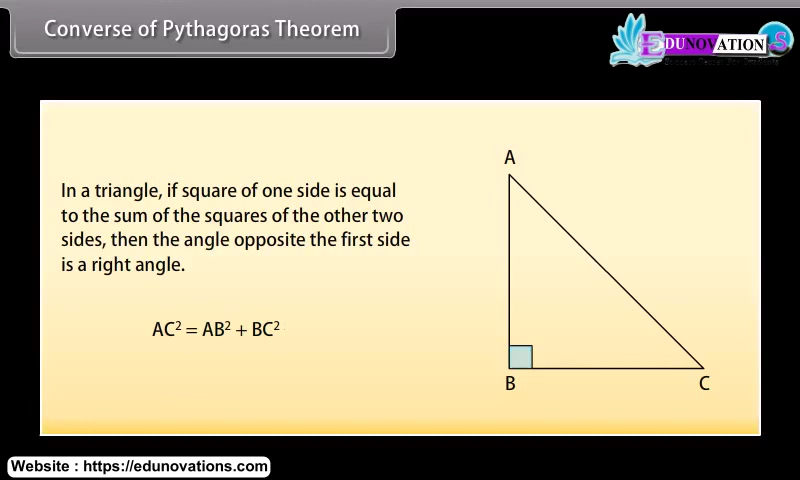 Converse of Pythagoras Theorem
EDUNOVATION S
In a triangle, if square of one side is equal
to the sum of the squares of the other two
sides, then the angle opposite the first side
is a right angle.
AC² = AB² + BC²
A
B
C
Website : https://edunovations.com